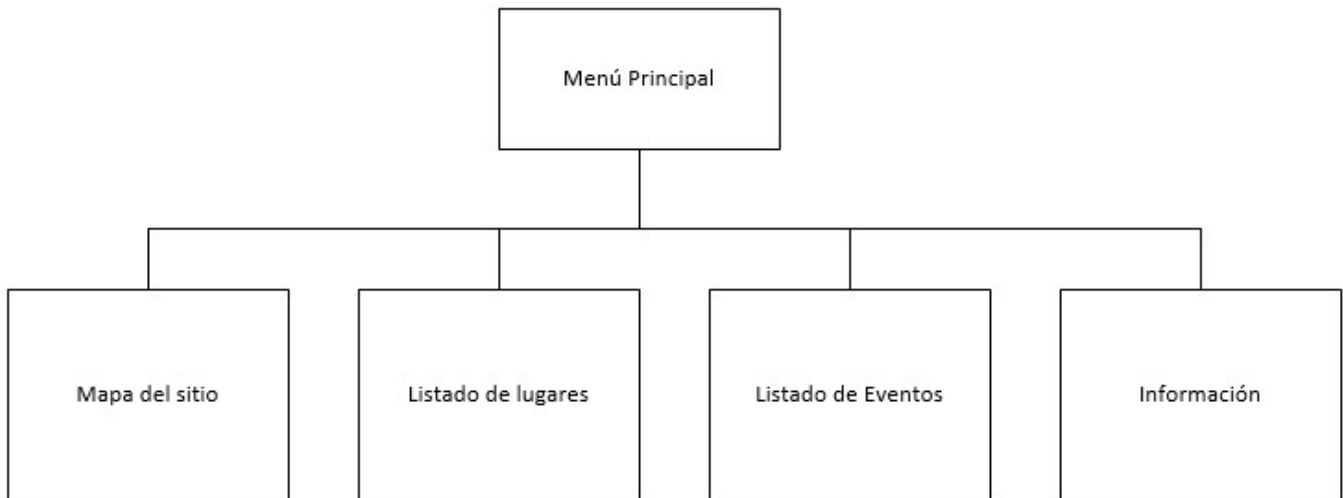 Menú Principal
Mapa del sitio
Listado de lugares
Listado de Eventos
Información